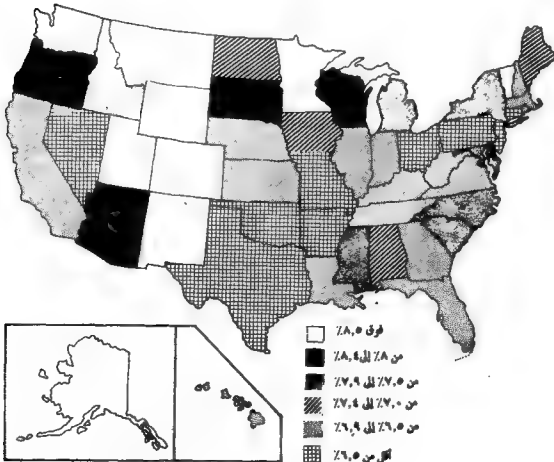 فوق ٨,٥٪
من ٨٪ إلى ٨,٤٪
من ٧,٥٪ إلى ٧,٩٪
من ٧,٠٪ إلى ٧,٤٪
من ٦,٥٪ إلى ٦,٩٪
أقل من ٦,٥٪